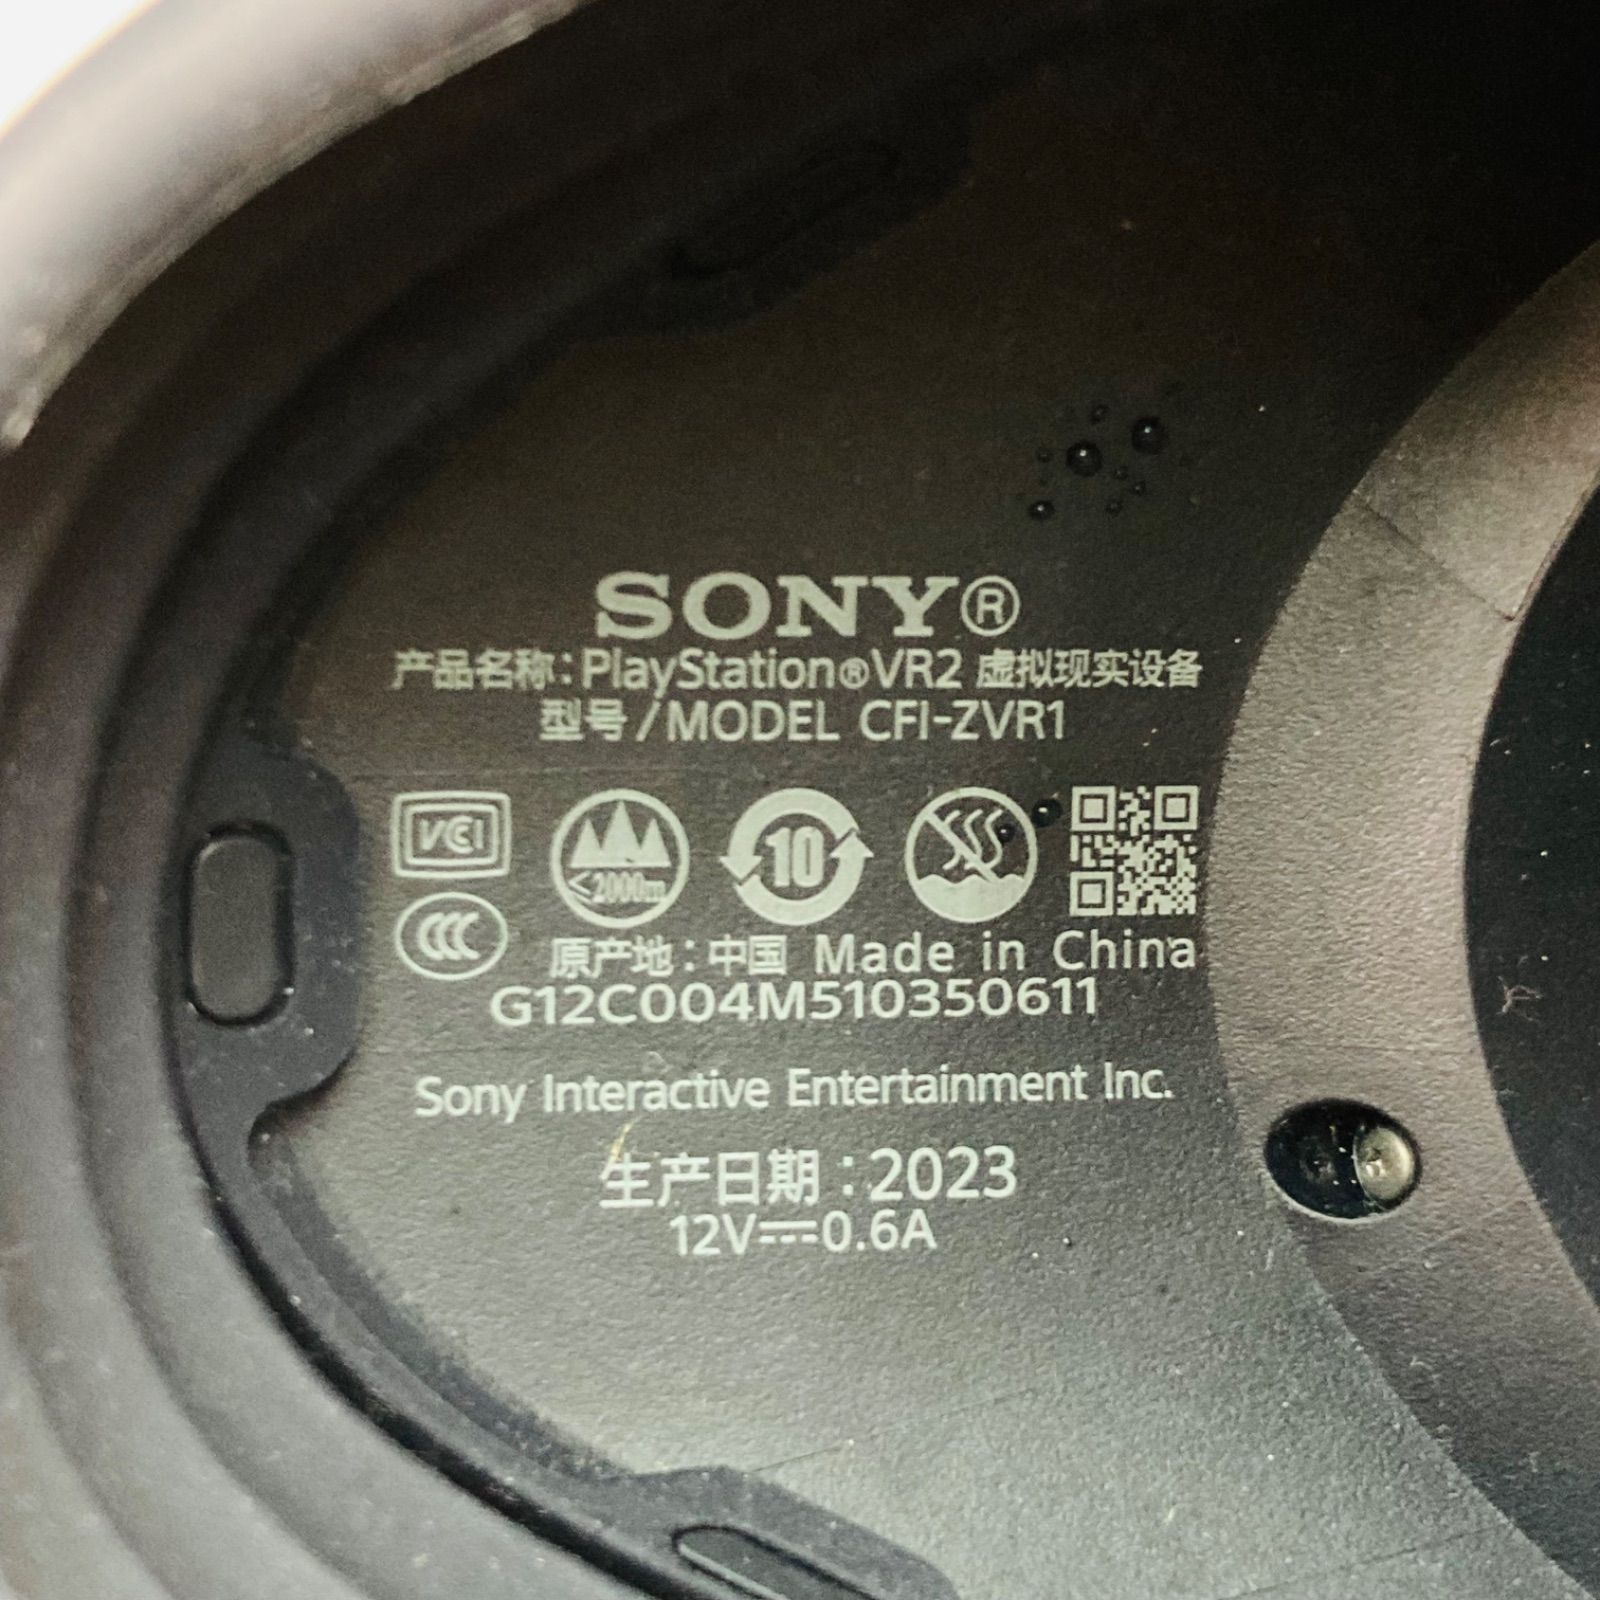 SONY®
产品名称:PlayStation®VR2 虚拟现实设备
型号/MODEL CFI-ZVR1
VCCI
<2000m
10
CCC
原产地:中国 Made in China
G12C004M510350611
Sony Interactive Entertainment Inc.
生产日期:2023
12V⎓0.6A